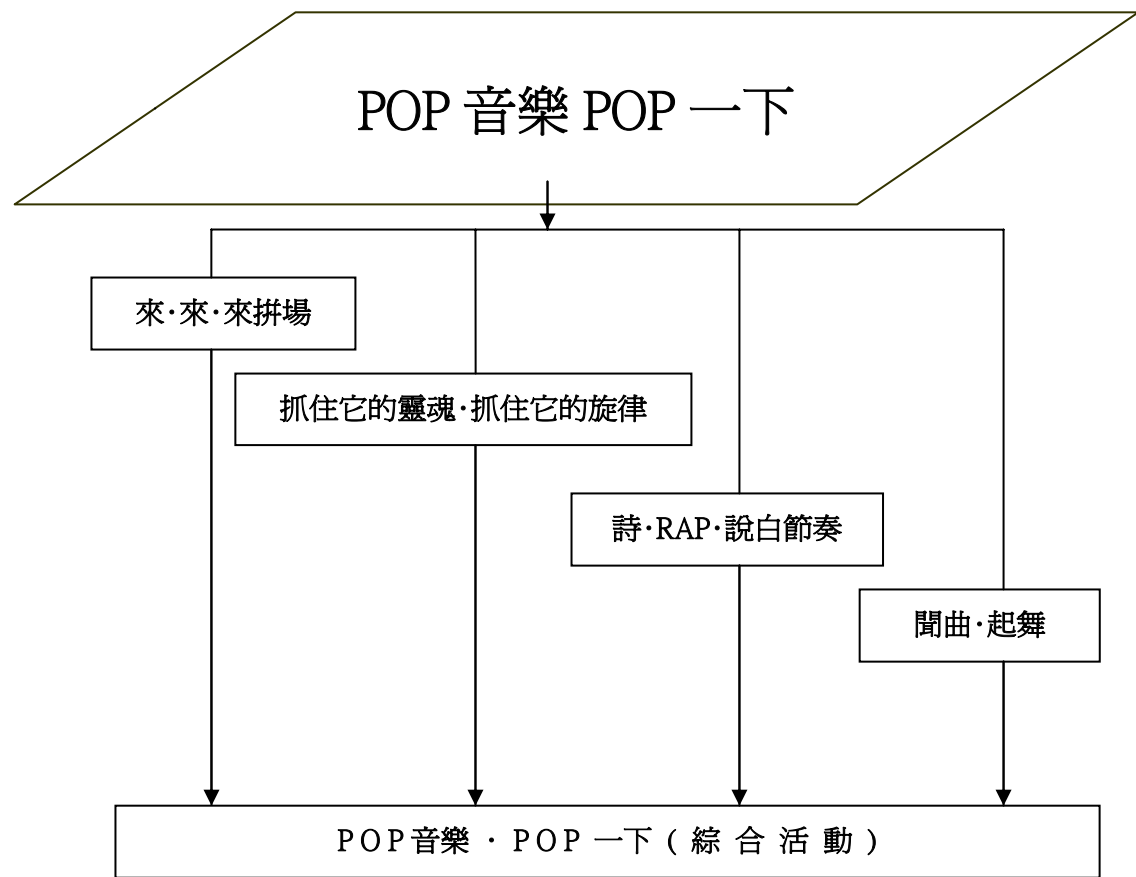 POP 音樂 POP 一下
來·來·來拚場
抓住它的靈魂·抓住它的旋律
詩·RAP·說白節奏
聞曲·起舞
POP音樂 · POP 一下 ( 綜 合 活 動 )